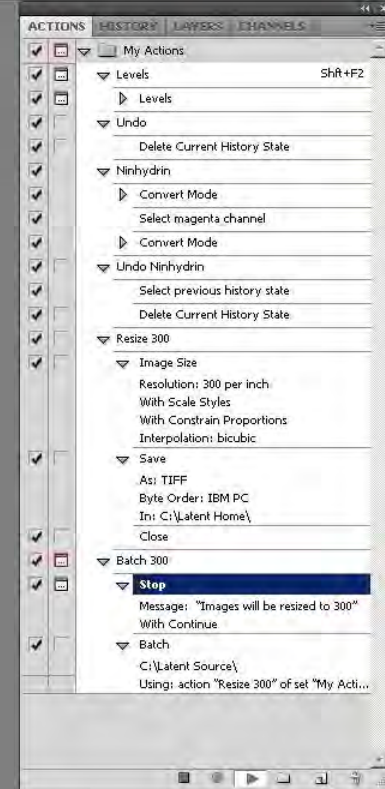 ACTIONS HISTORY LAYERS CHANNELS
My Actions
Levels Shft+F2
Levels
Undo
Delete Current History State
Ninhydrin
Convert Mode
Select magenta channel
Convert Mode
Undo Ninhydrin
Select previous history state
Delete Current History State
Resize 300
Image Size
Resolution: 300 per inch
With Scale Styles
With Constrain Proportions
Interpolation: bicubic
Save
As: TIFF
Byte Order: IBM PC
In: C:\Latent Home\
Close
Batch 300
Stop
Message: "Images will be resized to 300"
With Continue
Batch
C:\Latent Source\
Using: action "Resize 300" of set "My Acti...